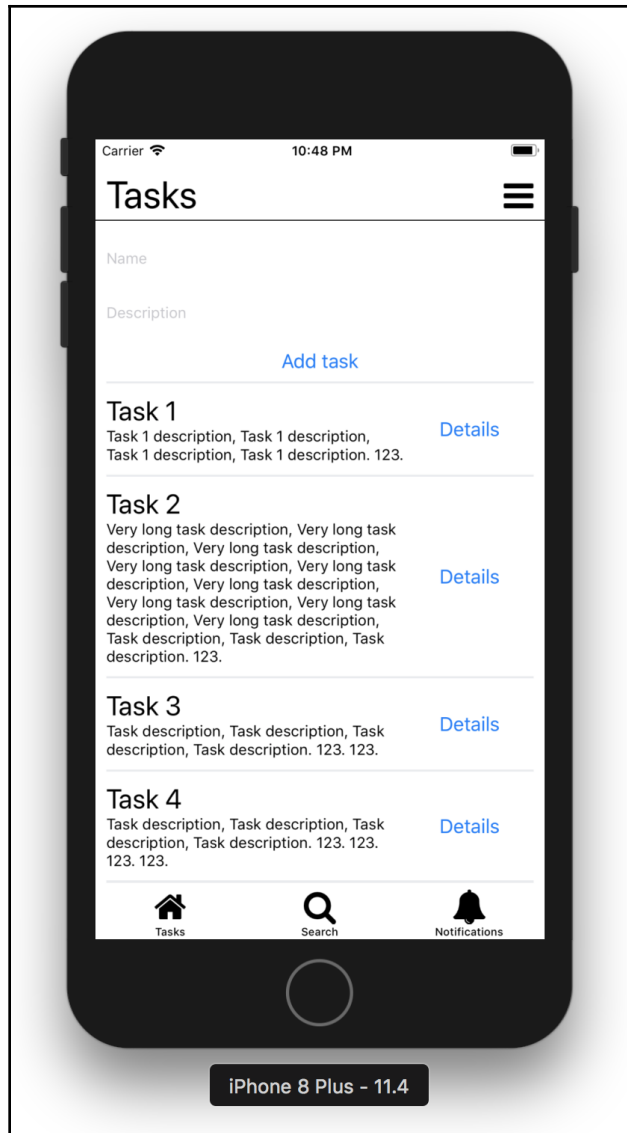 Carrier 10:48 PM
Tasks
Name
Description
Add task
Task 1
Task 1 description, Task 1 description,
Task 1 description, Task 1 description. 123.
Details
Task 2
Very long task description, Very long task
description, Very long task description,
Very long task description, Very long task
description, Very long task description,
Very long task description, Very long task
description, Very long task description,
Task description, Task description, Task
description. 123.
Details
Task 3
Task description, Task description, Task
description, Task description. 123. 123.
Details
Task 4
Task description, Task description, Task
description, Task description. 123. 123.
123. 123.
Details
Tasks Search Notifications
iPhone 8 Plus - 11.4